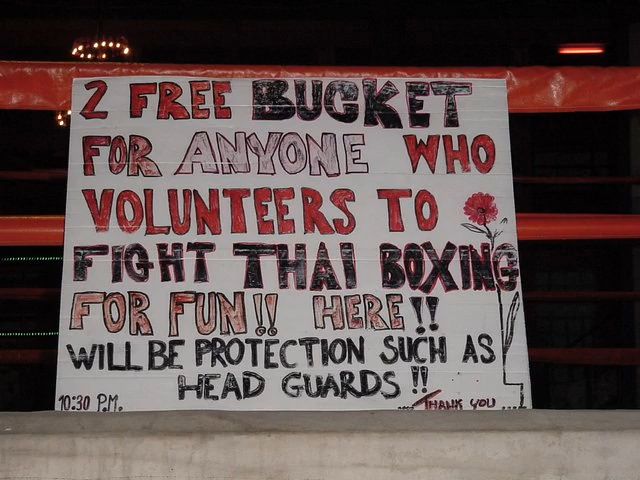 2 FREE BUCKET
FOR ANYONE WHO
VOLUNTEERS TO
FIGHT THAI BOXING
FOR FUN!! HERE!!
WILL BE PROTECTION SUCH AS
HEAD GUARDS!!
10:30 P.M. THANK YOU